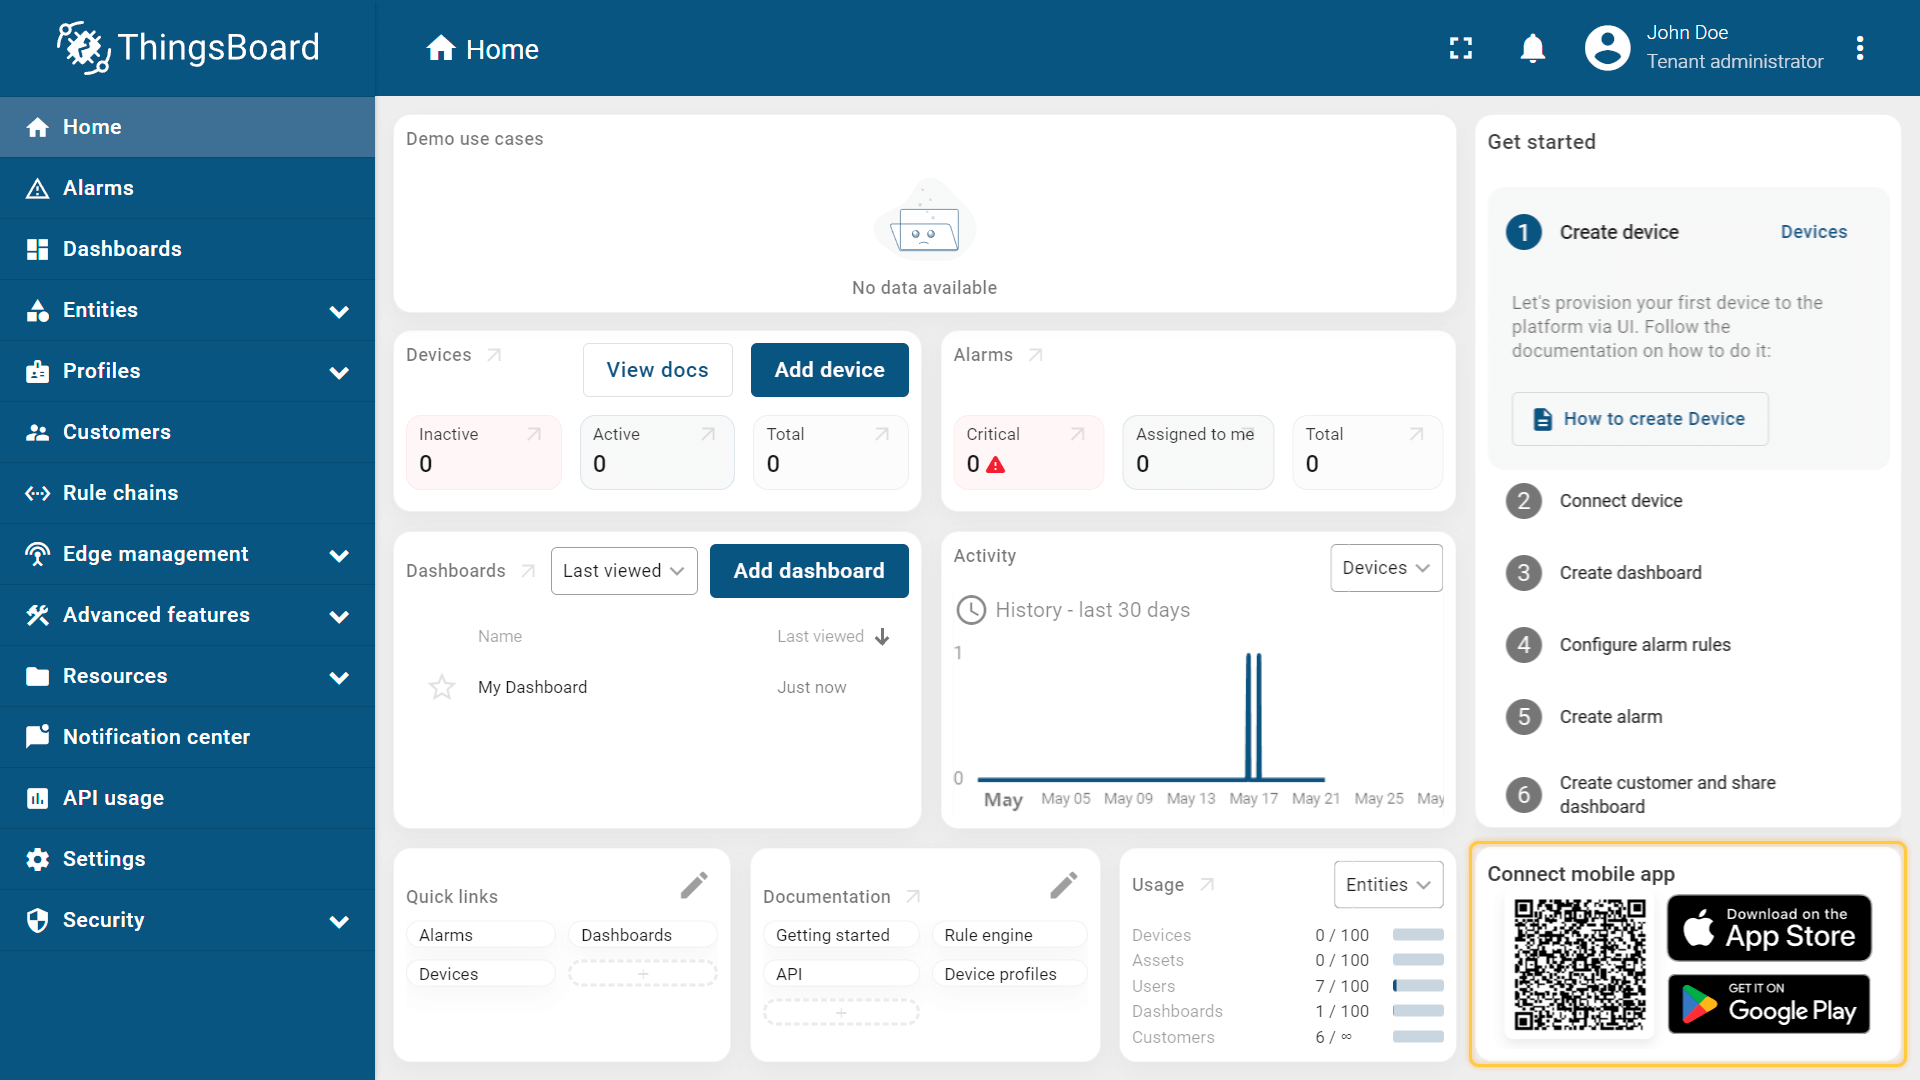 ThingsBoard
Home
John Doe
Tenant administrator
Home
Alarms
Dashboards
Entities
Profiles
Customers
Rule chains
Edge management
Advanced features
Resources
Notification center
API usage
Settings
Security
Demo use cases
No data available
Devices
View docs
Add device
Inactive
0
Active
0
Total
0
Alarms
Critical
0
Assigned to me
0
Total
0
Dashboards
Last viewed
Add dashboard
Name
Last viewed
My Dashboard
Just now
Activity
Devices
History - last 30 days
1
0
May
May 05
May 09
May 13
May 17
May 21
May 25
May
Quick links
Alarms
Dashboards
Devices
+
Documentation
Getting started
Rule engine
API
Device profiles
+
Usage
Entities
Devices 0 / 100
Assets 0 / 100
Users 7 / 100
Dashboards 1 / 100
Customers 6 / ∞
Get started
1
Create device
Devices
Let's provision your first device to the
platform via UI. Follow the
documentation on how to do it:
How to create Device
2
Connect device
3
Create dashboard
4
Configure alarm rules
5
Create alarm
6
Create customer and share
dashboard
Connect mobile app
Download on the
App Store
GET IT ON
Google Play